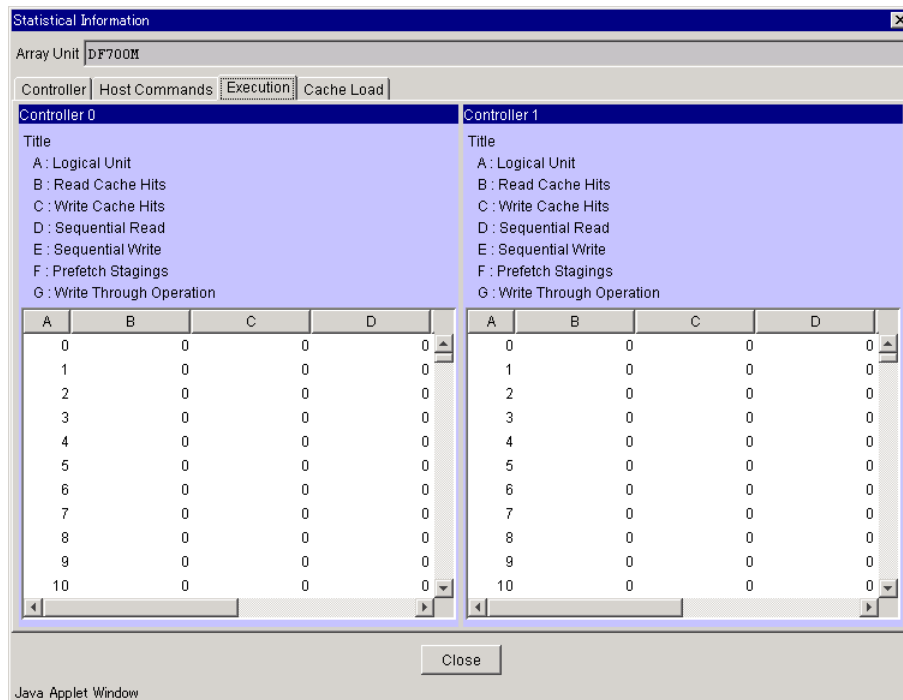 Statistical Information
Array Unit DF700M
Controller Host Commands Execution Cache Load
Controller 0
Title
A : Logical Unit
B : Read Cache Hits
C : Write Cache Hits
D : Sequential Read
E : Sequential Write
F : Prefetch Stagings
G : Write Through Operation
A B C D
0 0 0 0
1 0 0 0
2 0 0 0
3 0 0 0
4 0 0 0
5 0 0 0
6 0 0 0
7 0 0 0
8 0 0 0
9 0 0 0
10 0 0 0
Controller 1
Title
A : Logical Unit
B : Read Cache Hits
C : Write Cache Hits
D : Sequential Read
E : Sequential Write
F : Prefetch Stagings
G : Write Through Operation
A B C D
0 0 0 0
1 0 0 0
2 0 0 0
3 0 0 0
4 0 0 0
5 0 0 0
6 0 0 0
7 0 0 0
8 0 0 0
9 0 0 0
10 0 0 0
Close
Java Applet Window